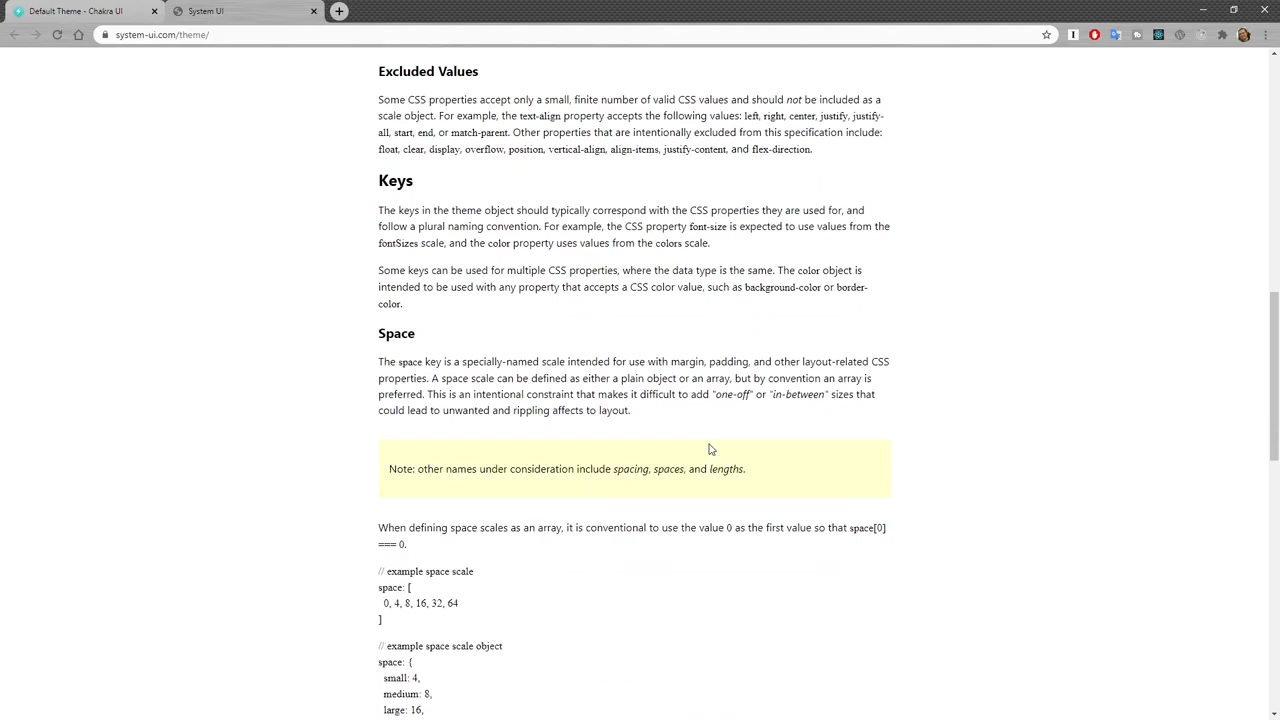 Default Theme - Chakra UI
System UI
system-ui.com/theme/
Excluded Values
Some CSS properties accept only a small, finite number of valid CSS values and should not be included as a
scale object. For example, the text-align property accepts the following values: left, right, center, justify, justify-
all, start, end, or match-parent. Other properties that are intentionally excluded from this specification include:
float, clear, display, overflow, position, vertical-align, align-items, justify-content, and flex-direction.
Keys
The keys in the theme object should typically correspond with the CSS properties they are used for, and
follow a plural naming convention. For example, the CSS property font-size is expected to use values from the
fontSizes scale, and the color property uses values from the colors scale.
Some keys can be used for multiple CSS properties, where the data type is the same. The color object is
intended to be used with any property that accepts a CSS color value, such as background-color or border-
color.
Space
The space key is a specially-named scale intended for use with margin, padding, and other layout-related CSS
properties. A space scale can be defined as either a plain object or an array, but by convention an array is
preferred. This is an intentional constraint that makes it difficult to add "one-off" or "in-between" sizes that
could lead to unwanted and rippling affects to layout.
Note: other names under consideration include spacing, spaces, and lengths.
When defining space scales as an array, it is conventional to use the value 0 as the first value so that space[0]
=== 0.
// example space scale
space: [
0, 4, 8, 16, 32, 64
]
// example space scale object
space: {
small: 4,
medium: 8,
large: 16,